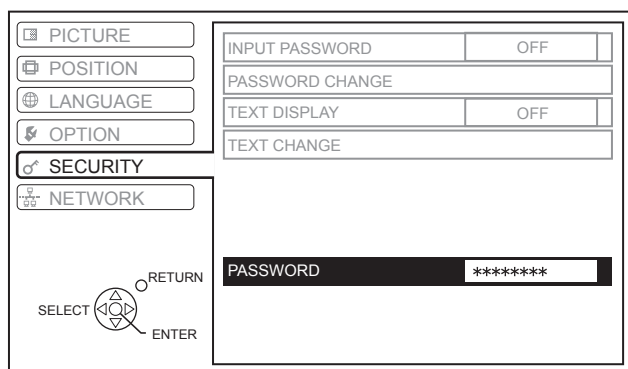 PICTURE
POSITION
LANGUAGE
OPTION
SECURITY
NETWORK
RETURN
SELECT
ENTER
INPUT PASSWORD OFF
PASSWORD CHANGE
TEXT DISPLAY OFF
TEXT CHANGE
PASSWORD ********